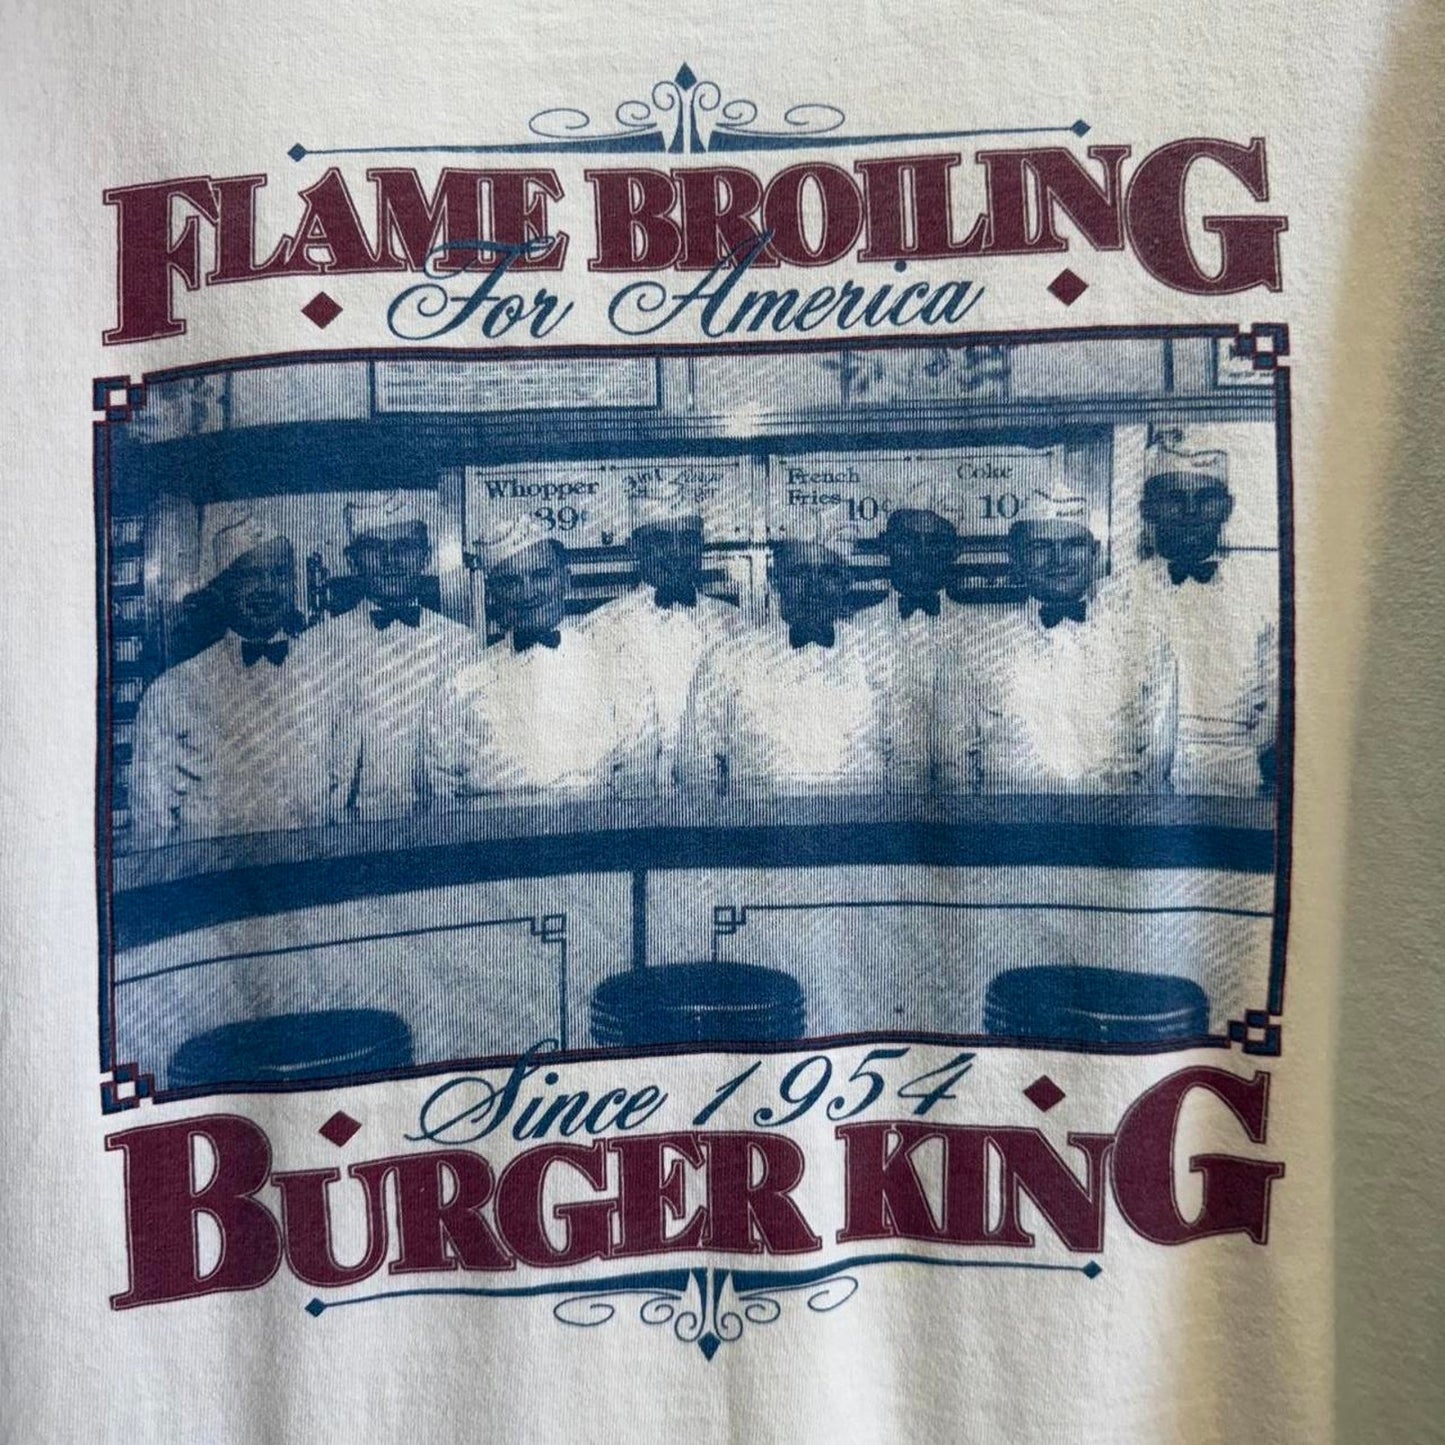 FLAME BROILING
For America
Whopper
39¢
French
Fries 10¢
Coke
10¢
Since 1954
BURGER KING